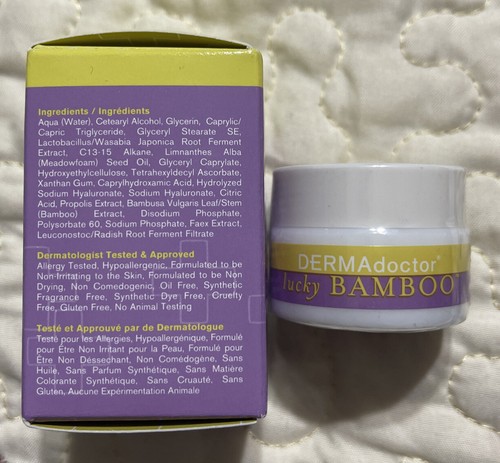 Ingredients / Ingrédients
Aqua (Water), Cetearyl Alcohol, Glycerin, Caprylic/
Capric Triglyceride, Glyceryl Stearate SE,
Lactobacillus/Wasabia Japonica Root Ferment
Extract, C13-15 Alkane, Limnanthes Alba
(Meadowfoam) Seed Oil, Glyceryl Caprylate,
Hydroxyethylcellulose, Tetrahexyldecyl Ascorbate,
Xanthan Gum, Caprylhydroxamic Acid, Hydrolyzed
Sodium Hyaluronate, Sodium Hyaluronate, Citric
Acid, Propolis Extract, Bambusa Vulgaris Leaf/Stem
(Bamboo) Extract, Disodium Phosphate,
Polysorbate 60, Sodium Phosphate, Faex Extract,
Leuconostoc/Radish Root Ferment Filtrate
Dermatologist Tested & Approved
Allergy Tested, Hypoallergenic, Formulated to be
Non-Irritating to the Skin, Formulated to be Non
Drying, Non Comedogenic, Oil Free, Synthetic
Fragrance Free, Synthetic Dye Free, Cruelty
Free, Gluten Free, No Animal Testing
Testé et Approuvé par de Dermatologue
Testé pour les Allergies, Hypoallergénique, Formulé
pour Être Non Irritant pour la Peau, Formulé pour
Être Non Désséghant, Non Comédogène, Sans
Huile, Sans Parfum Synthétique, Sans Matière
Colorante Synthétique, Sans Cruauté, Sans
Gluten, Aucune Expérimentation Animale
DERMAdoctor®
lucky BAMBOO™